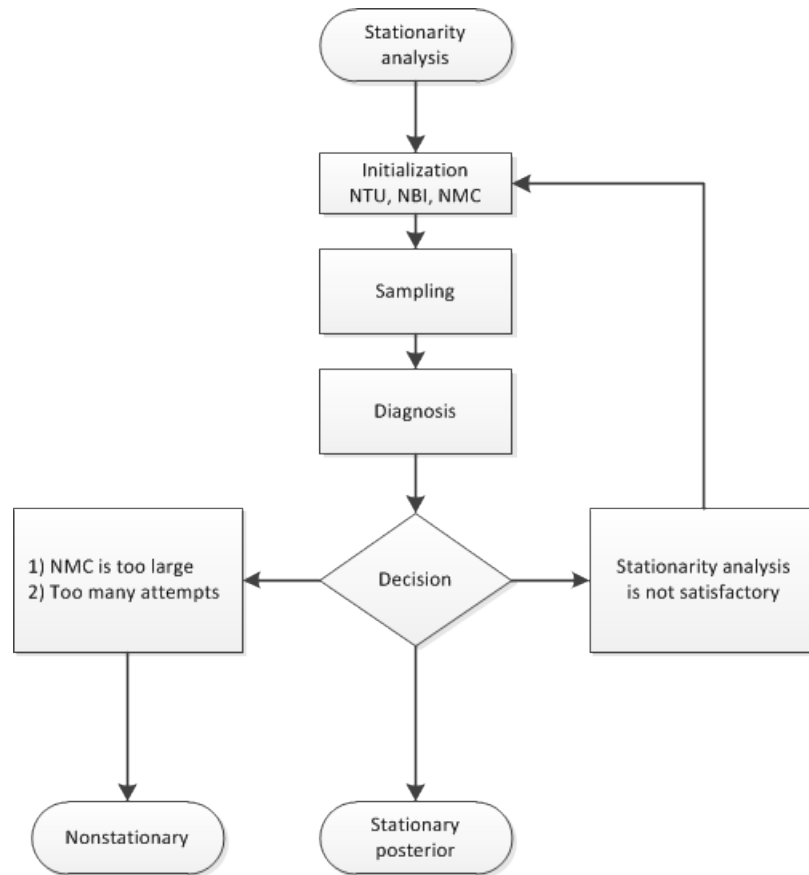 Stationarity
analysis
Initialization
NTU, NBI, NMC
Sampling
Diagnosis
1) NMC is too large
2) Too many attempts
Decision
Stationarity analysis
is not satisfactory
Nonstationary
Stationary
posterior